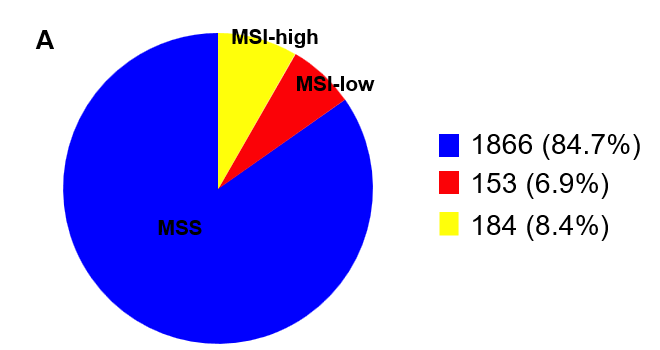 A
MSI-high
MSI-low
MSS
1866 (84.7%)
153 (6.9%)
184 (8.4%)